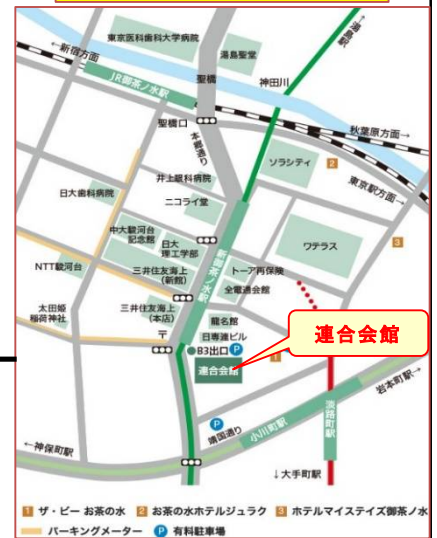 東京医科歯科大学病院
湯島聖堂
→湯島駅
←新宿方面
JR御茶ノ水駅
神田川
聖橋
聖橋口
本郷通り
秋葉原方面→
ソラシティ
2
東京駅方面→
井上眼科病院
日大歯科病院
ニコライ堂
中大駿河台
記念館
日大
理工学部
新御茶ノ水駅
ワテラス
3
三井住友海上
(新館)
トーア再保険
NTT駿河台
全電通会館
太田姫
稲荷神社
三井住友海上
(本店)
龍名館
日専連ビル
〒
B3出口
P
連合会館
連合会館
1
淡路町駅
岩本町駅→
P
靖国通り
小川町駅
←神保町駅
↓大手町駅
1 ザ・ビー お茶の水 2 お茶の水ホテルジュラク 3 ホテルマイステイズ御茶ノ水
パーキングメーター P 有料駐車場